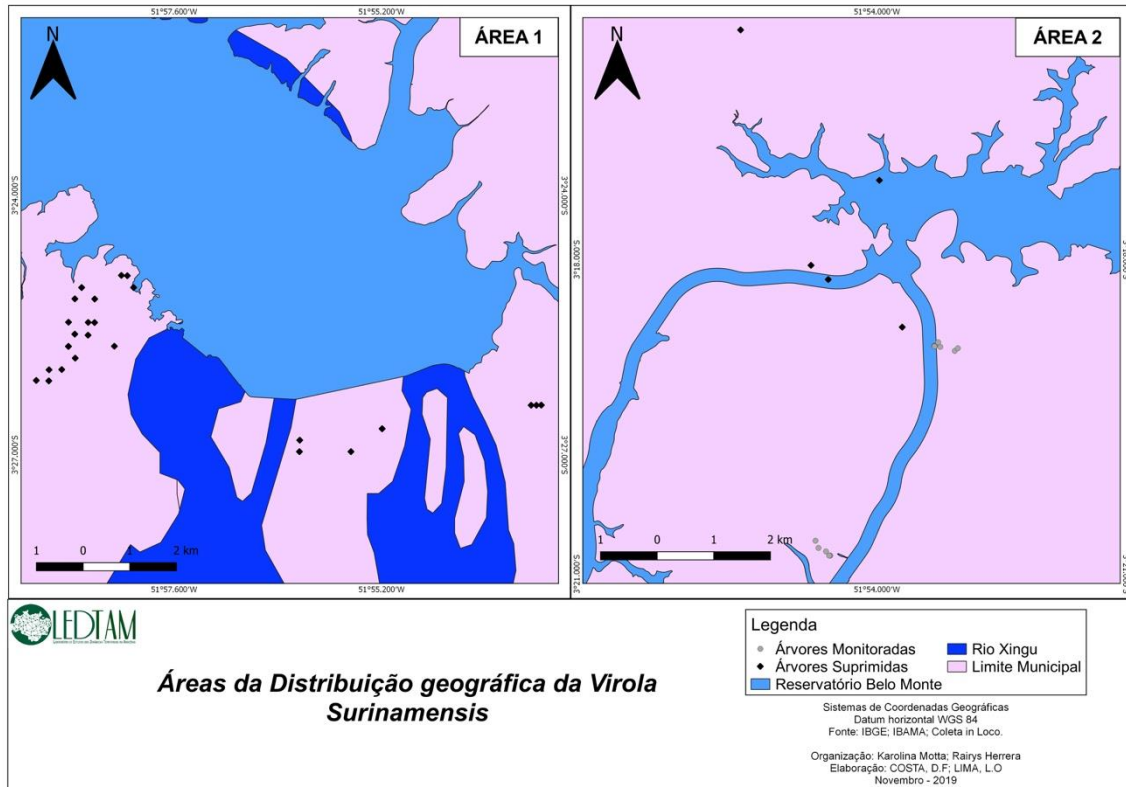 51°57.600'W
51°55.200'W
N
ÁREA 1
3°24.000'S
3°24.000'S
3°27.000'S
3°27.000'S
1 0 1 2 km
51°57.600'W
51°55.200'W
51°54.000'W
N
ÁREA 2
3°18.000'S
3°21.000'S
1 0 1 2 km
51°54.000'W
LEDTAM
Áreas da Distribuição geográfica da Virola
Surinamensis
Legenda
Árvores Monitoradas
Árvores Suprimidas
Reservatório Belo Monte
Rio Xingu
Limite Municipal
Sistemas de Coordenadas Geográficas
Datum horizontal WGS 84
Fonte: IBGE; IBAMA; Coleta in Loco.
Organização: Karolina Motta; Rairys Herrera
Elaboração: COSTA, D.F; LIMA, L.O
Novembro - 2019